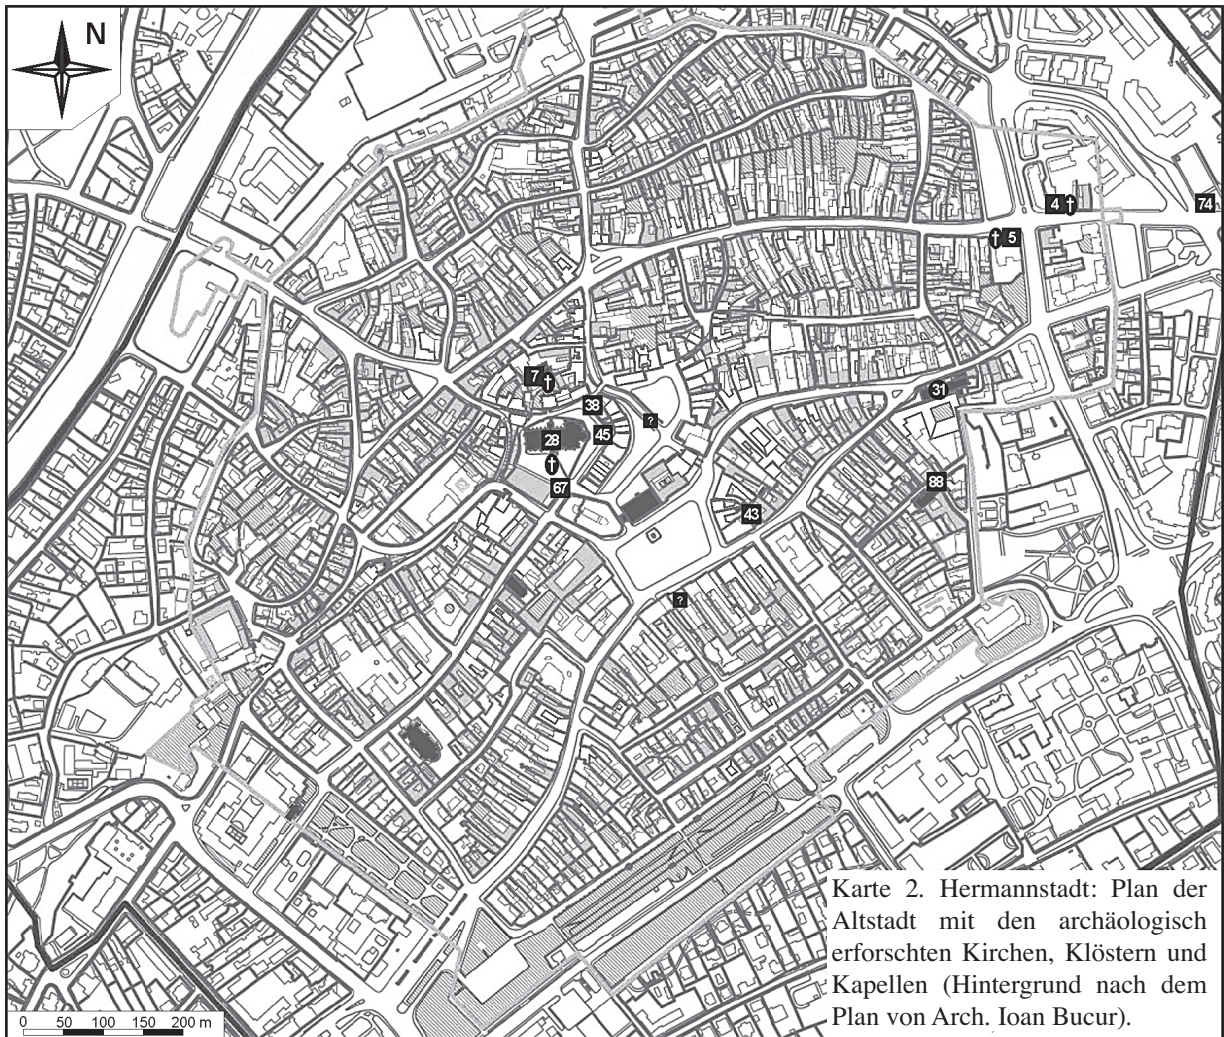 N
4
74
5
7
38
31
?
28
45
88
67
43
?
Karte 2. Hermannstadt: Plan der
Altstadt mit den archäologisch
erforschten Kirchen, Klöstern und
Kapellen (Hintergrund nach dem
Plan von Arch. Ioan Bucur).
0 50 100 150 200 m